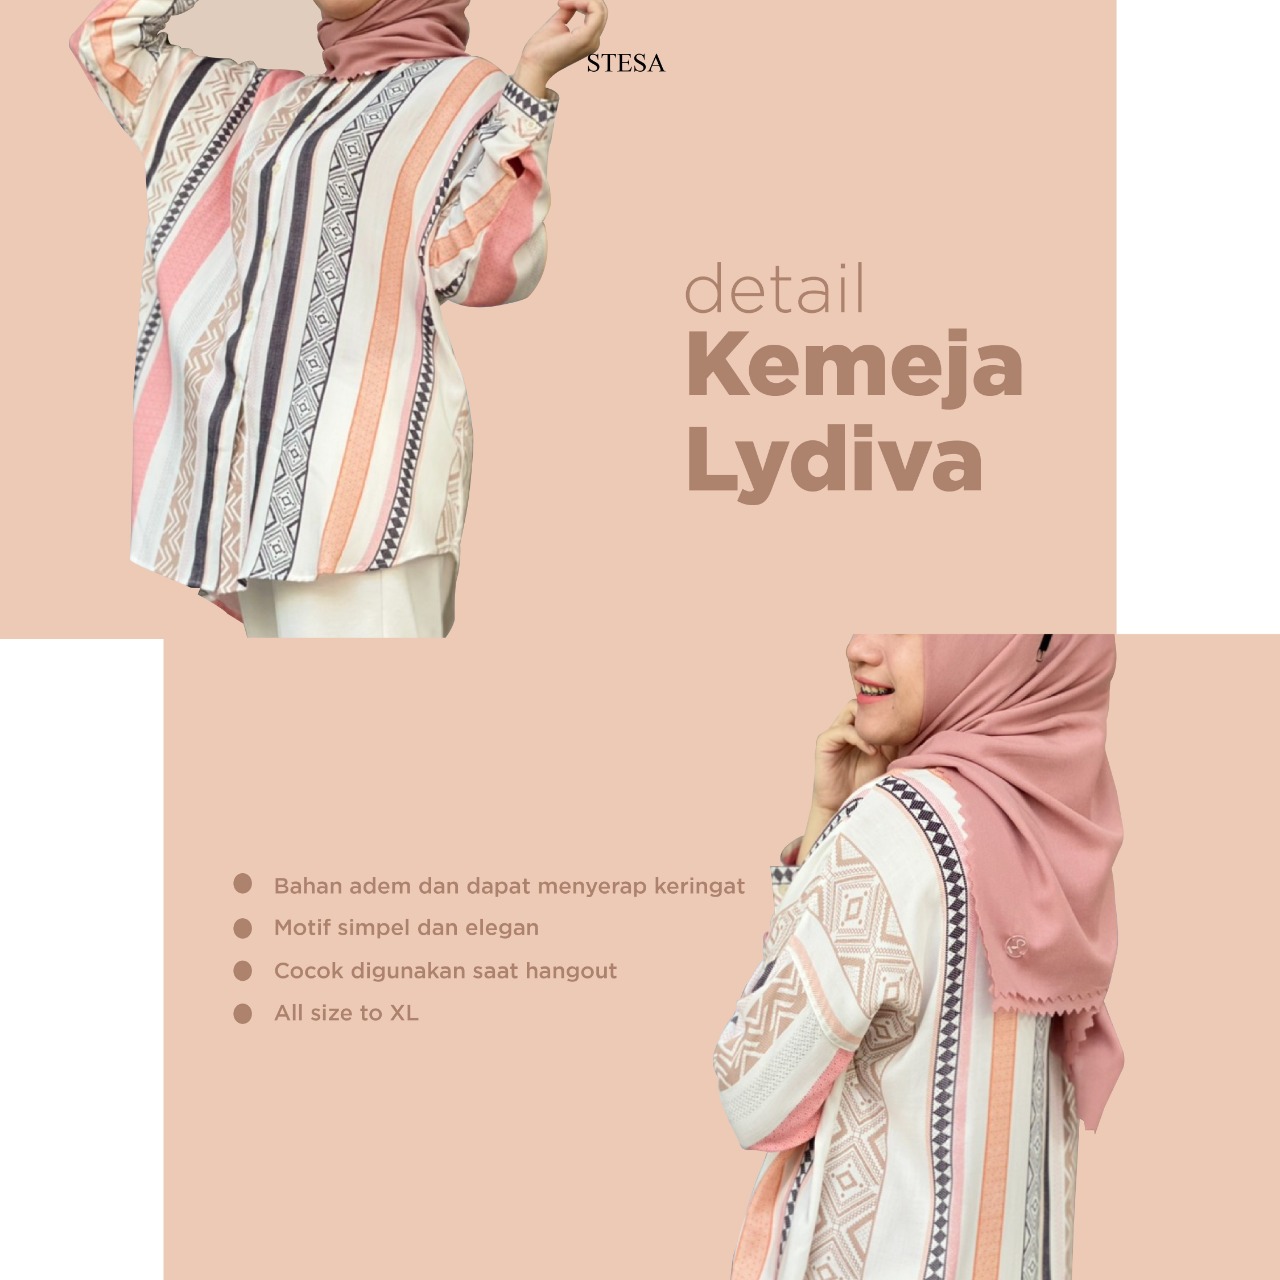 STESA
detail
Kemeja
Lydiva
Bahan adem dan dapat menyerap keringat
Motif simpel dan elegan
Cocok digunakan saat hangout
All size to XL